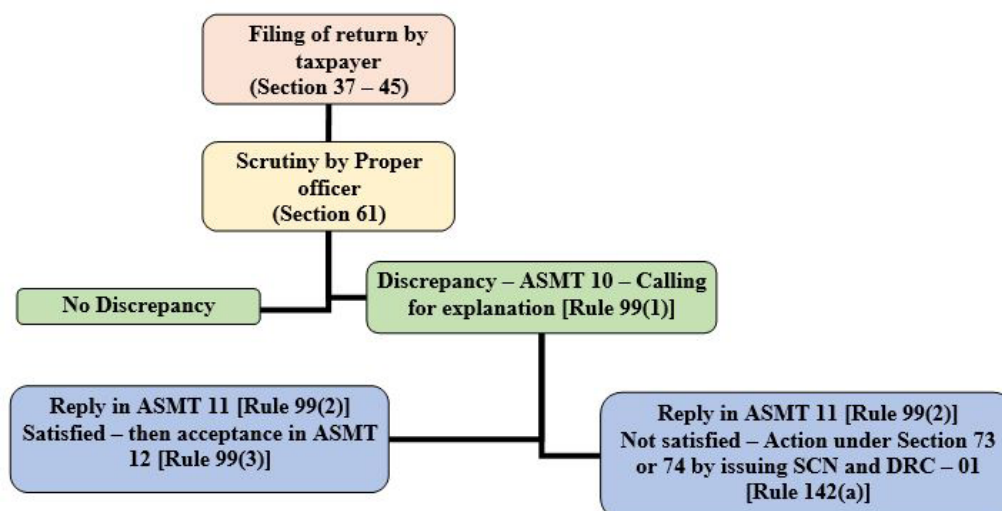 Filing of return by
taxpayer
(Section 37 – 45)
Scrutiny by Proper
officer
(Section 61)
No Discrepancy
Discrepancy – ASMT 10 – Calling
for explanation [Rule 99(1)]
Reply in ASMT 11 [Rule 99(2)]
Satisfied – then acceptance in ASMT
12 [Rule 99(3)]
Reply in ASMT 11 [Rule 99(2)]
Not satisfied – Action under Section 73
or 74 by issuing SCN and DRC – 01
[Rule 142(a)]